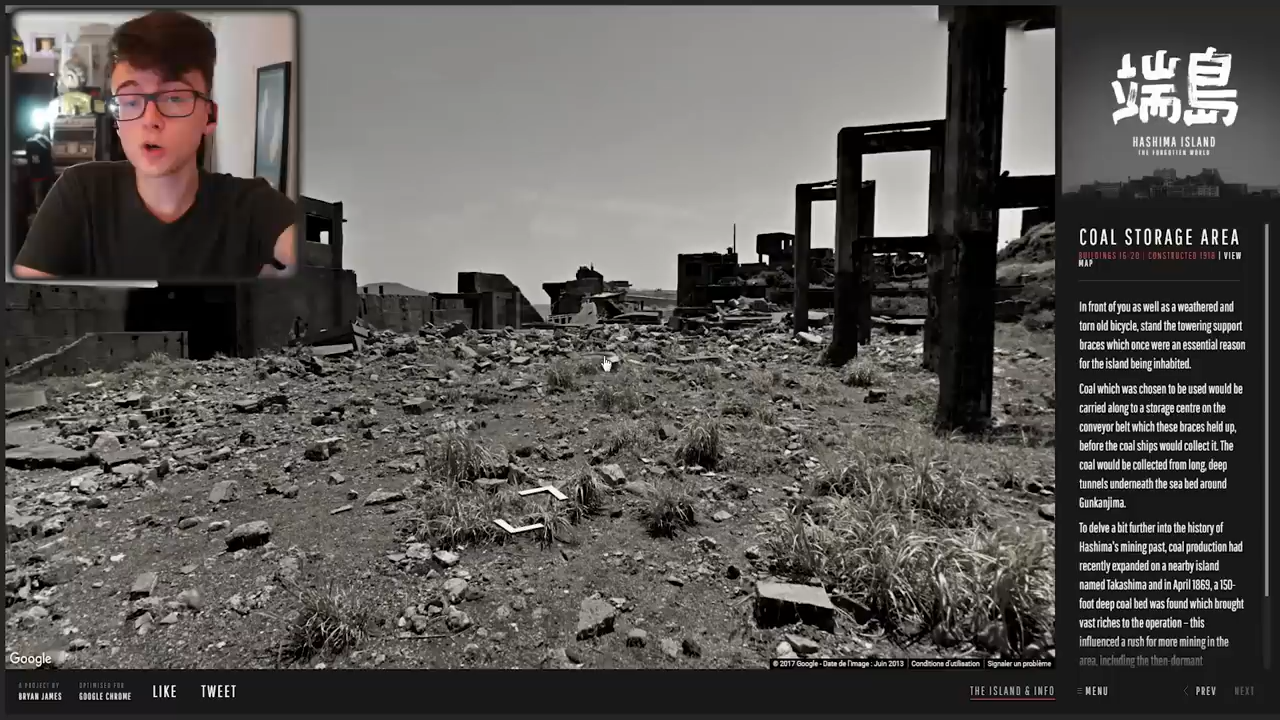 端島
HASHIMA ISLAND
THE FORGOTTEN WORLD
COAL STORAGE AREA
BUILDINGS 16-20 | CONSTRUCTED 1918 | VIEW
MAP
In front of you as well as a weathered and
torn old bicycle, stand the towering support
braces which once were an essential reason
for the island being inhabited.
Coal which was chosen to be used would be
carried along to a storage centre on the
conveyor belt which these braces held up,
before the coal ships would collect it. The
coal would be collected from long, deep
tunnels underneath the sea bed around
Gunkanjima.
To delve a bit further into the history of
Hashima's mining past, coal production had
recently expanded on a nearby island
named Takashima and in April 1869, a 150-
foot deep coal bed was found which brought
vast riches to the operation – this
influenced a rush for more mining in the
area, including the then-dormant
Google
© 2017 Google - Date de l'image : Juin 2013
Conditions d'utilisation
Signaler un problème
A PROJECT BY
BRYAN JAMES
OPTIMISED FOR
GOOGLE CHROME
LIKE
TWEET
THE ISLAND & INFO
MENU
PREV
NEXT